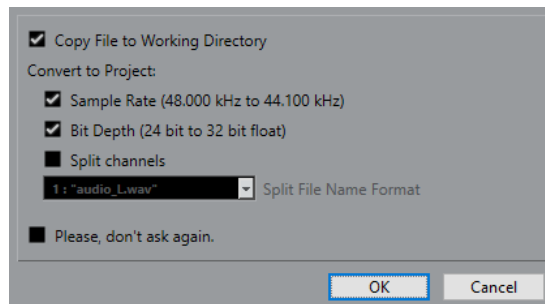 Copy File to Working Directory
Convert to Project:
Sample Rate (48.000 kHz to 44.100 kHz)
Bit Depth (24 bit to 32 bit float)
Split channels
1 : "audio_L.wav" Split File Name Format
Please, don't ask again.
OK Cancel